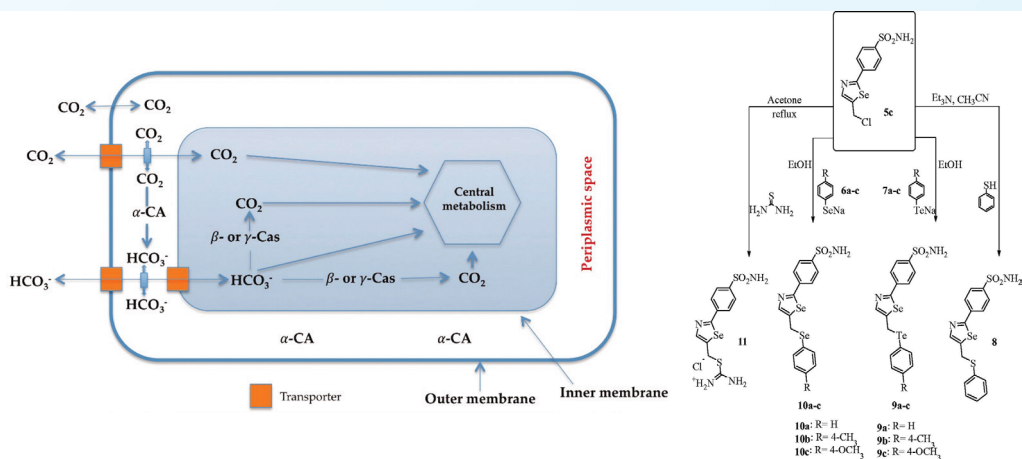 CO₂
CO₂
CO₂
CO₂
CO₂
CO₂
α-CA
HCO₃⁻
HCO₃⁻
HCO₃⁻
HCO₃⁻
CO₂
β- or γ-Cas
β- or γ-Cas
CO₂
Central
metabolism
Periplasmic space
α-CA
α-CA
Transporter
Outer membrane
Inner membrane
SO₂NH₂
N
Se
Cl
5c
Acetone
reflux
Et₃N, CH₃CN
EtOH
EtOH
R
6a-c
SeNa
7a-c
R
TeNa
S
H₂N
NH₂
SH
SO₂NH₂
N
Se
S
Cl⁻
⁺H₂N
NH₂
11
SO₂NH₂
N
Se
Se
R
10a-c
10a: R= H
10b: R= 4-CH₃
10c: R= 4-OCH₃
SO₂NH₂
N
Se
Te
R
9a-c
9a: R= H
9b: R= 4-CH₃
9c: R= 4-OCH₃
SO₂NH₂
N
Se
S
8